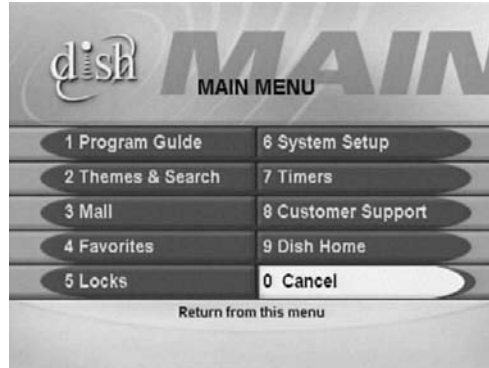 dish
MAIN
MAIN MENU
1 Program Guide
6 System Setup
2 Themes & Search
7 Timers
3 Mall
8 Customer Support
4 Favorites
9 Dish Home
5 Locks
0 Cancel
Return from this menu